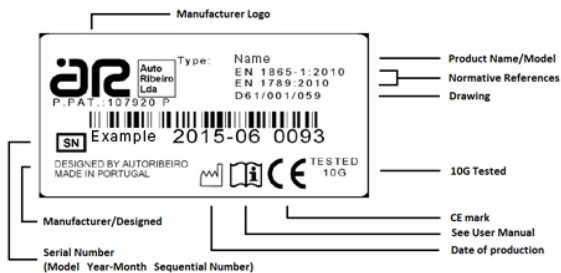 Manufacturer Logo
aR
Auto
Ribeiro
Lda
Type:
Name
EN 1865-1:2010
EN 1789:2010
D61/001/059
P.PAT.:107920 P
SN
Example 2015-06 0093
DESIGNED BY AUTORIBEIRO
MADE IN PORTUGAL
CE
TESTED
10G
Product Name/Model
Normative References
Drawing
10G Tested
CE mark
See User Manual
Date of production
Manufacturer/Designed
Serial Number
(Model Year-Month Sequential Number)